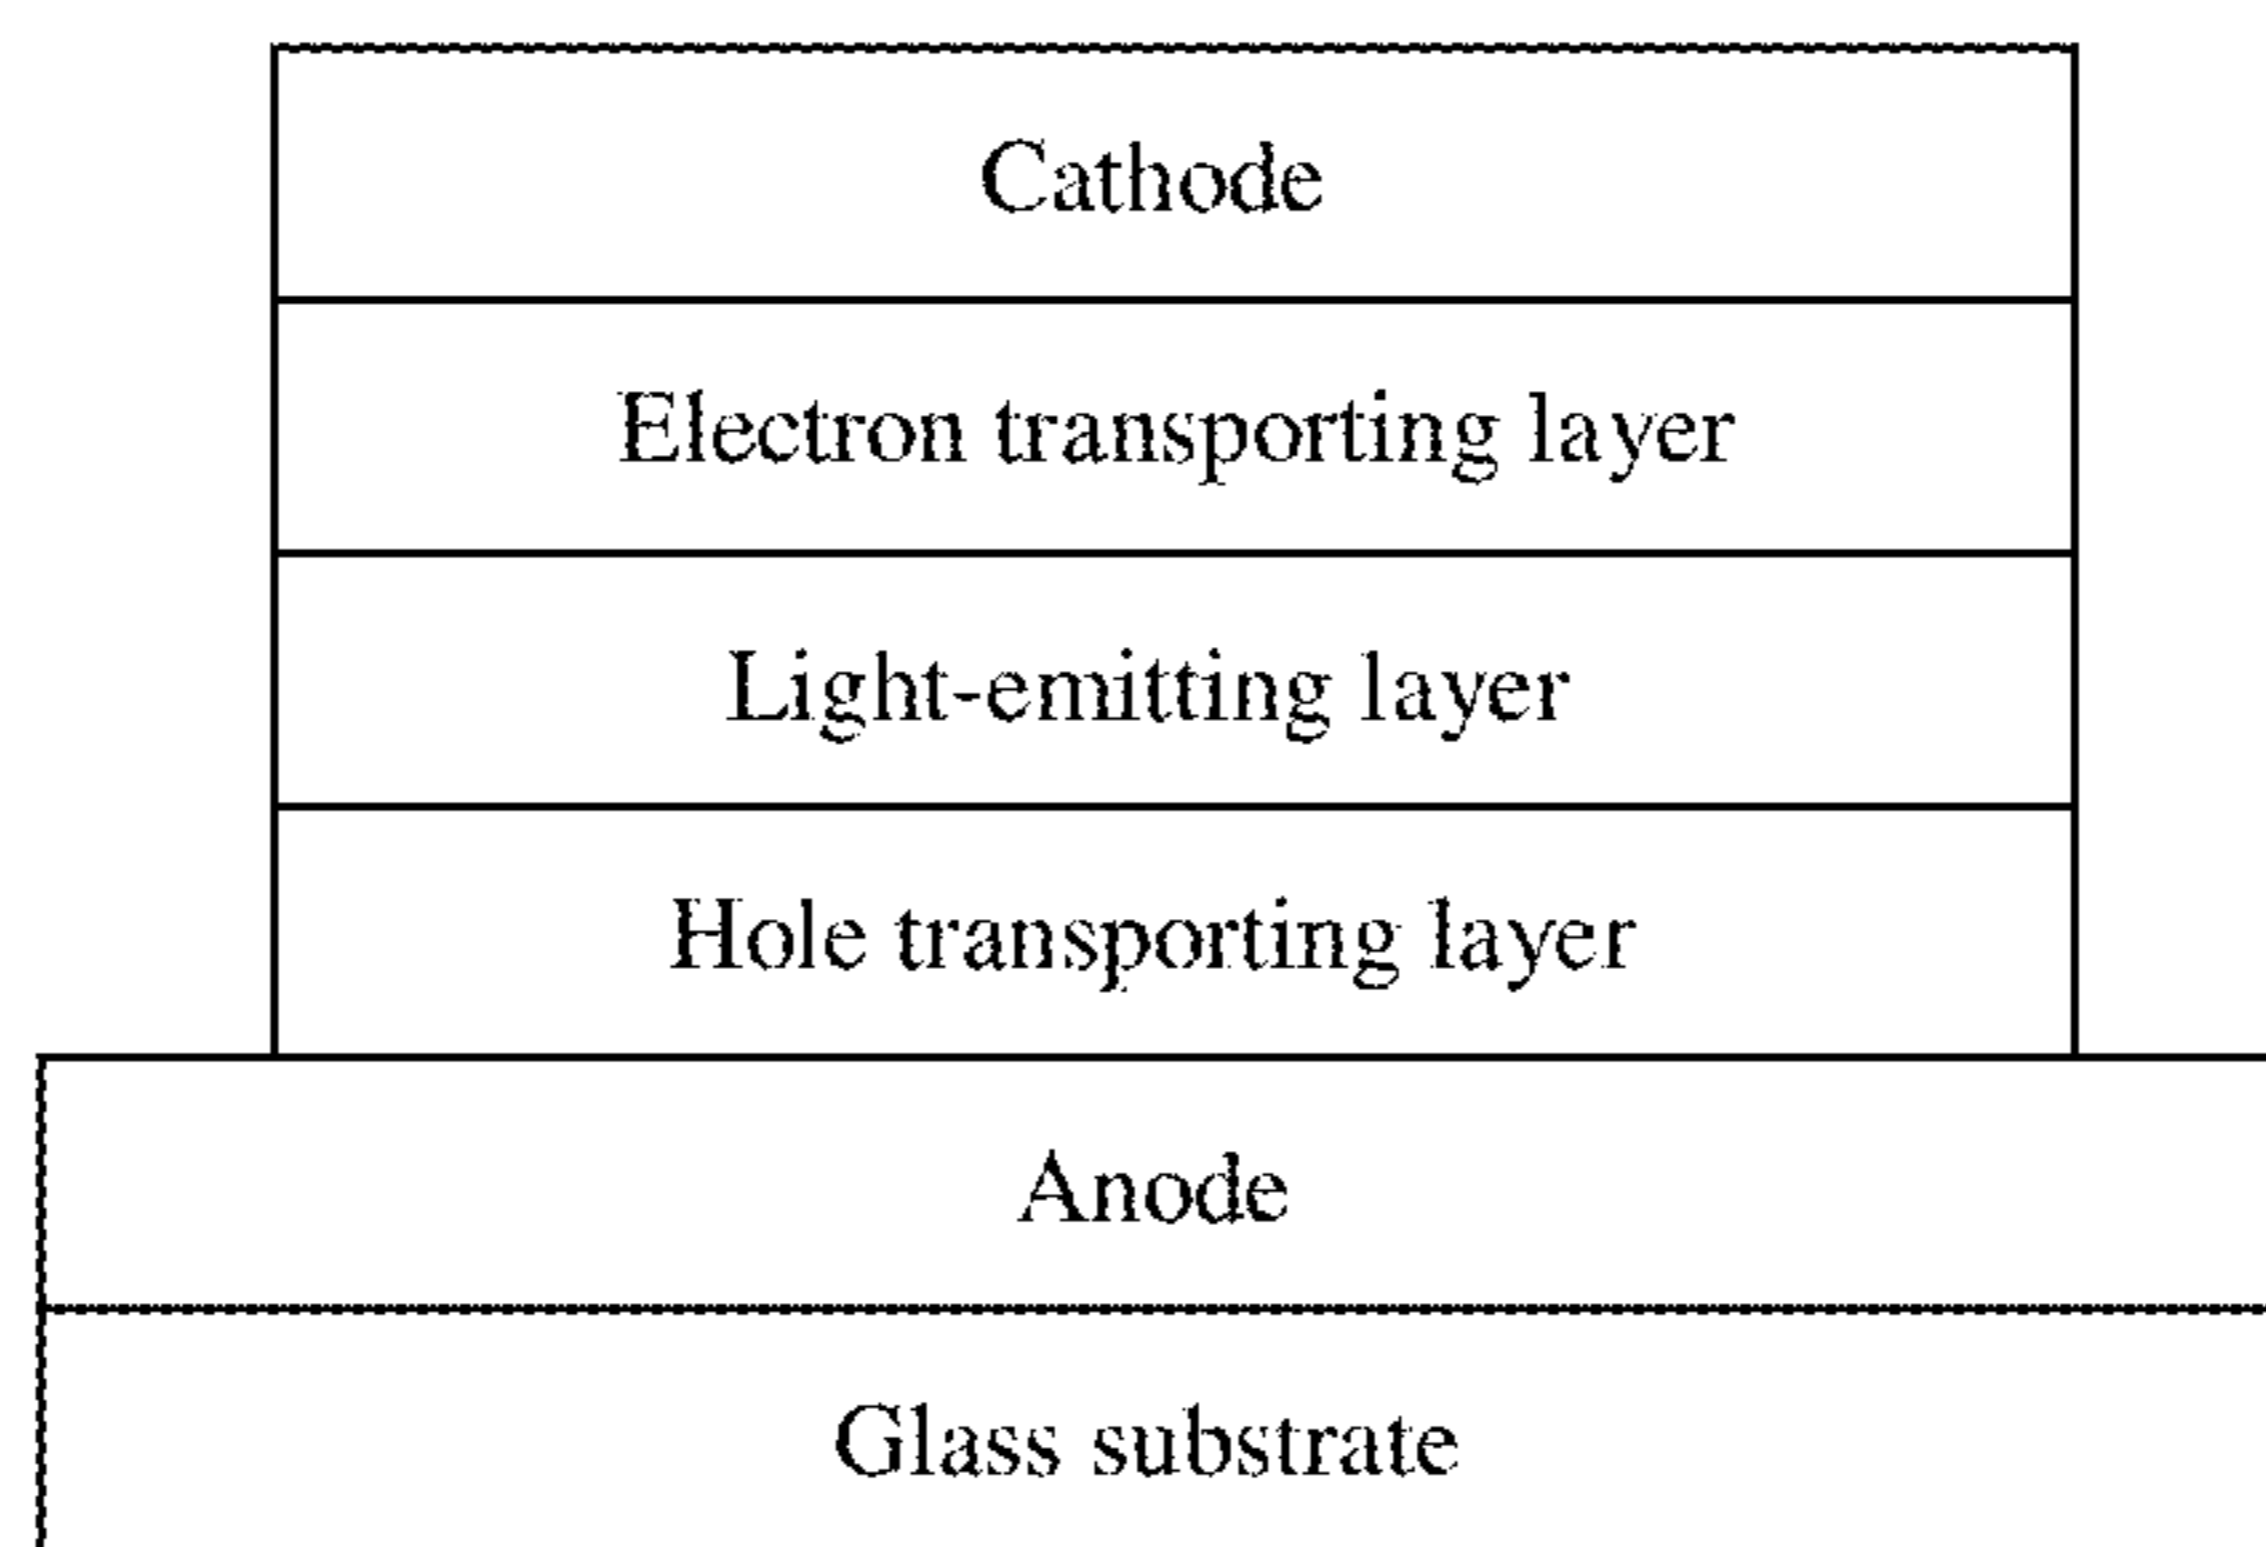 Cathode
Electron transporting layer
Light-emitting layer
Hole transporting layer
Anode
Glass substrate